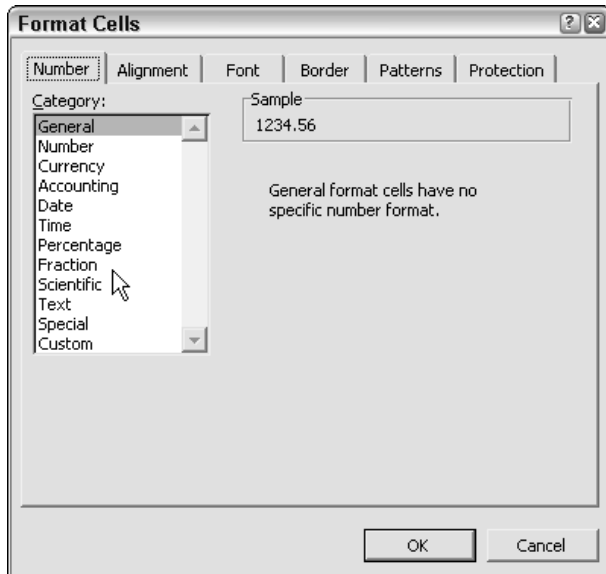 Format Cells
Number Alignment Font Border Patterns Protection
Category:
General
Number
Currency
Accounting
Date
Time
Percentage
Fraction
Scientific
Text
Special
Custom
Sample
1234.56
General format cells have no
specific number format.
OK Cancel